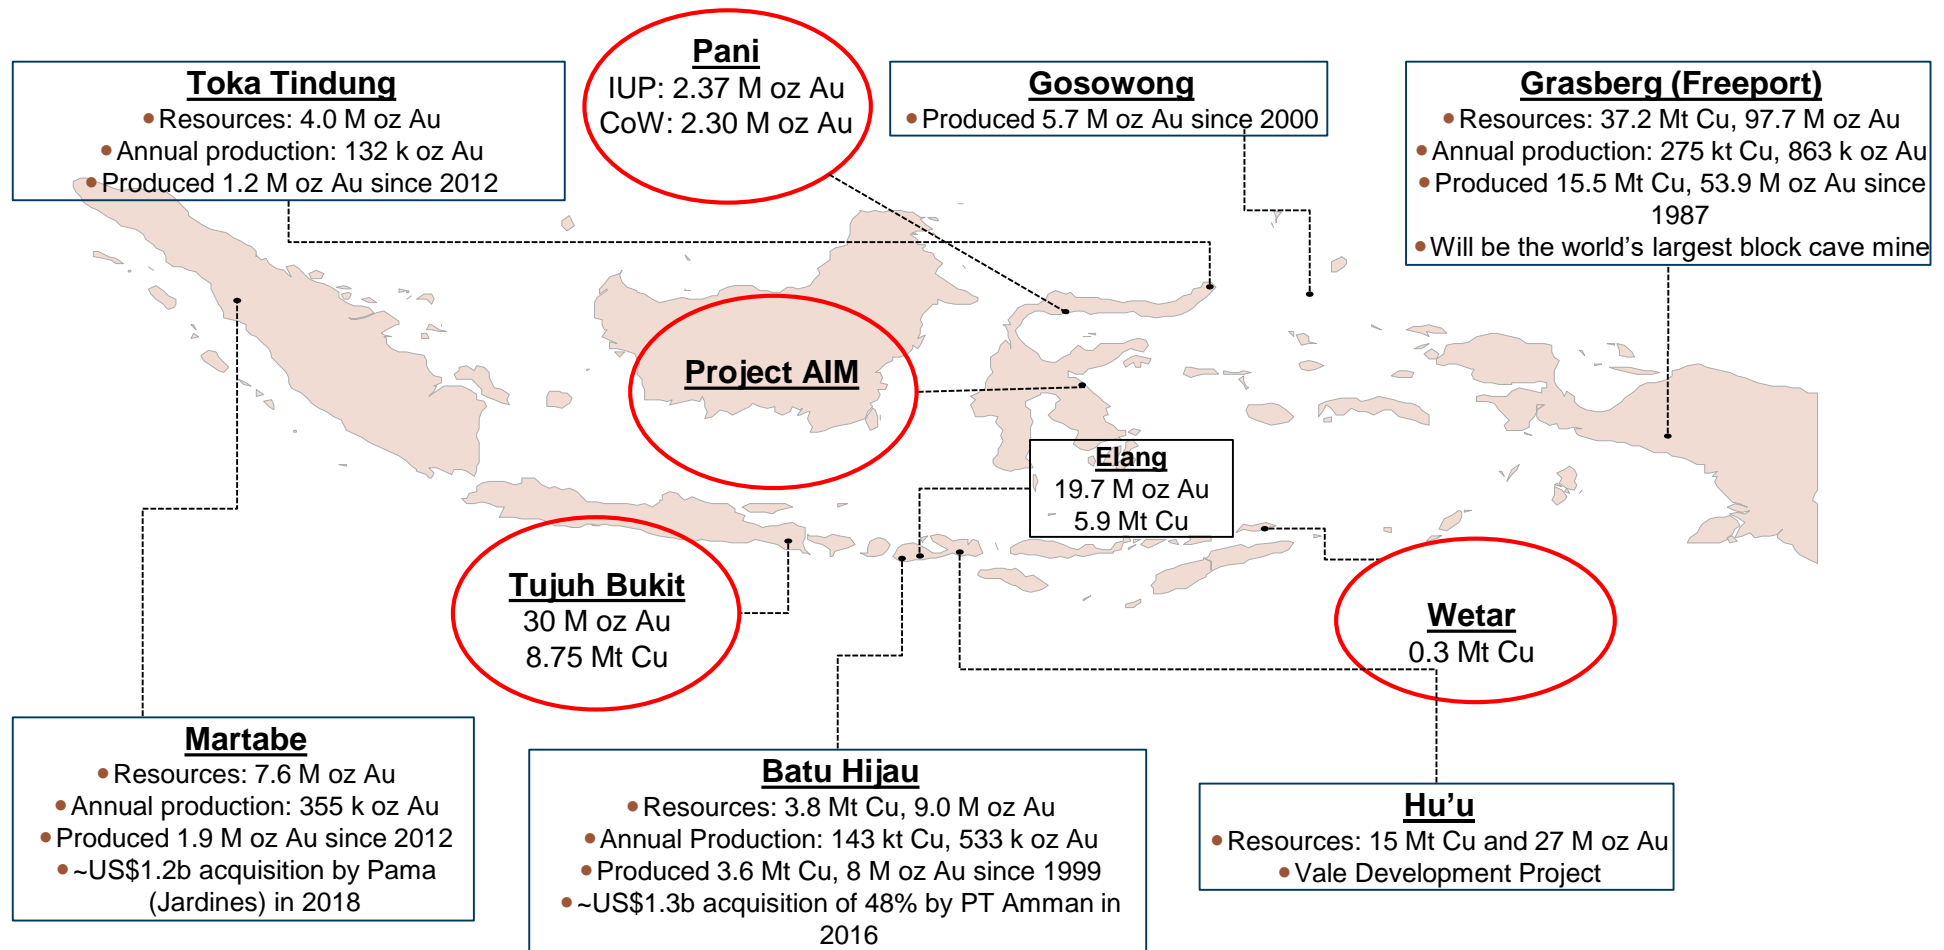 Toka Tindung
• Resources: 4.0 M oz Au
• Annual production: 132 k oz Au
• Produced 1.2 M oz Au since 2012
Pani
IUP: 2.37 M oz Au
CoW: 2.30 M oz Au
Gosowong
• Produced 5.7 M oz Au since 2000
Grasberg (Freeport)
• Resources: 37.2 Mt Cu, 97.7 M oz Au
• Annual production: 275 kt Cu, 863 k oz Au
• Produced 15.5 Mt Cu, 53.9 M oz Au since
1987
• Will be the world’s largest block cave mine
Project AIM
Elang
19.7 M oz Au
5.9 Mt Cu
Tujuh Bukit
30 M oz Au
8.75 Mt Cu
Wetar
0.3 Mt Cu
Martabe
• Resources: 7.6 M oz Au
• Annual production: 355 k oz Au
• Produced 1.9 M oz Au since 2012
• ~US$1.2b acquisition by Pama
(Jardines) in 2018
Batu Hijau
• Resources: 3.8 Mt Cu, 9.0 M oz Au
• Annual Production: 143 kt Cu, 533 k oz Au
• Produced 3.6 Mt Cu, 8 M oz Au since 1999
• ~US$1.3b acquisition of 48% by PT Amman in
2016
Hu’u
• Resources: 15 Mt Cu and 27 M oz Au
• Vale Development Project